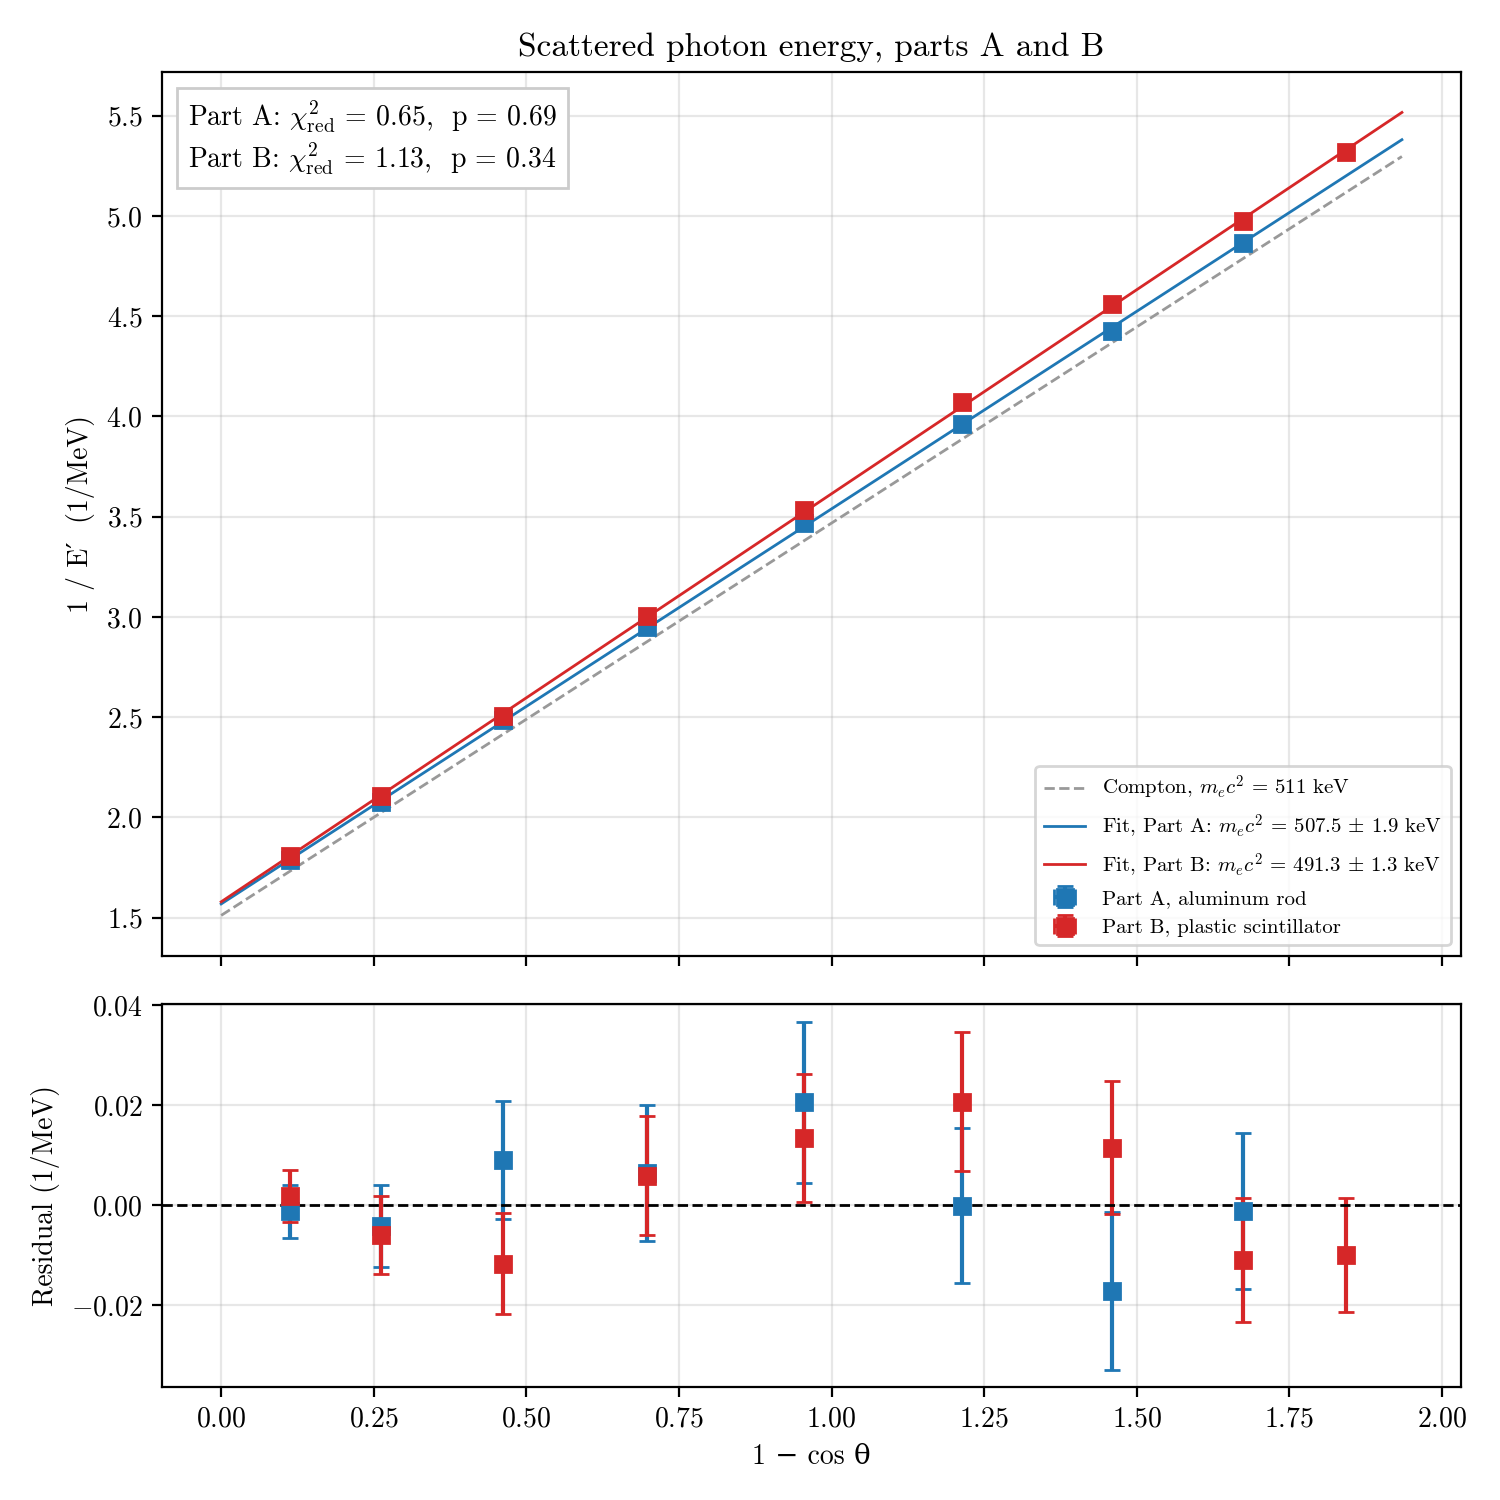 Scattered photon energy, parts A and B
Part A: χ²red = 0.65, p = 0.69
Part B: χ²red = 1.13, p = 0.34
5.5
5.0
4.5
4.0
3.5
3.0
2.5
2.0
1.5
1 / E′ (1/MeV)
Compton, mₑc² = 511 keV
Fit, Part A: mₑc² = 507.5 ± 1.9 keV
Fit, Part B: mₑc² = 491.3 ± 1.3 keV
Part A, aluminum rod
Part B, plastic scintillator
0.04
0.02
0.00
−0.02
Residual (1/MeV)
0.00 0.25 0.50 0.75 1.00 1.25 1.50 1.75 2.00
1 − cos θ